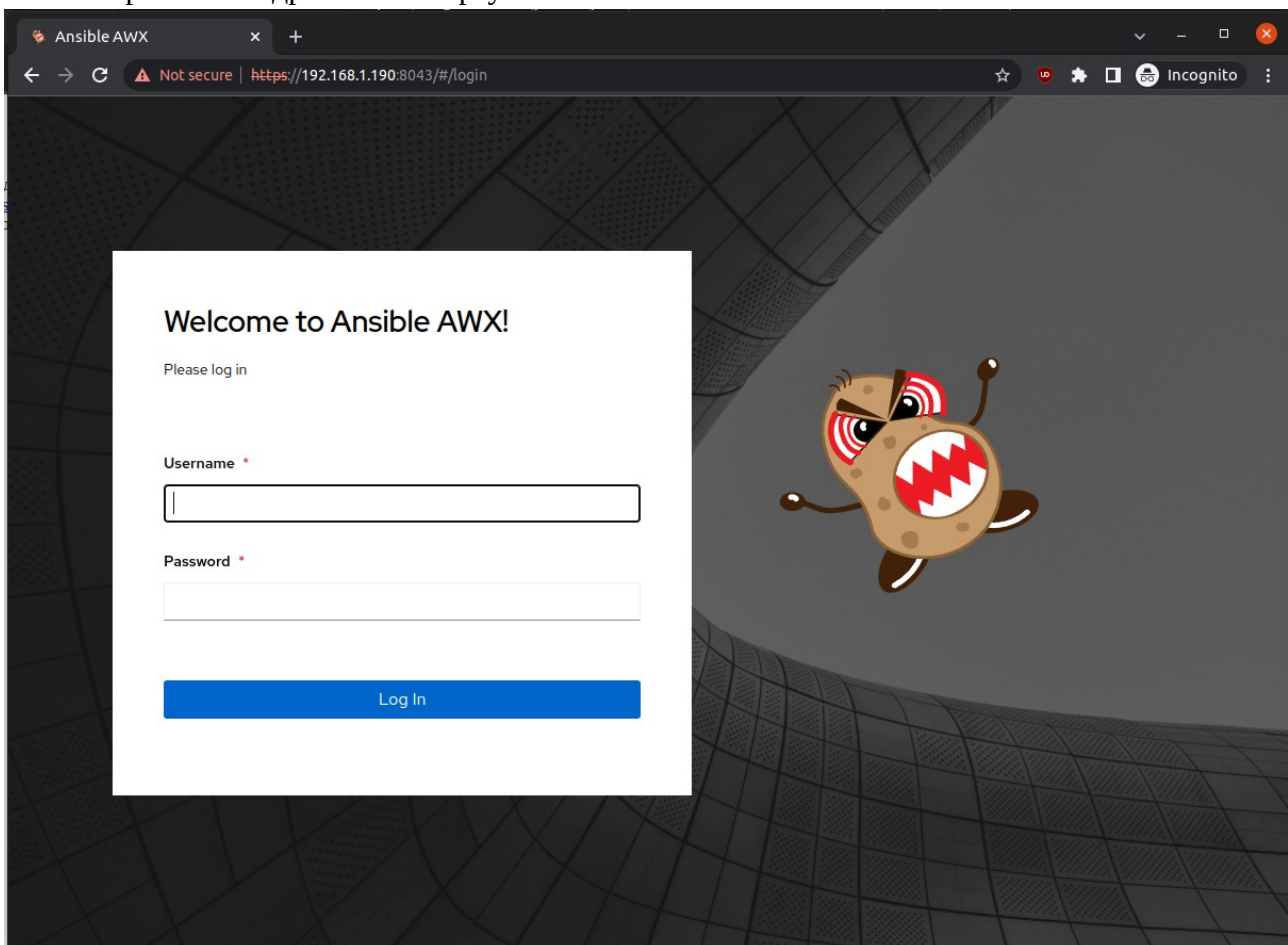 Ansible AWX
Not secure | https://192.168.1.190:8043/#/login
Incognito
Welcome to Ansible AWX!
Please log in
Username *
Password *
Log In